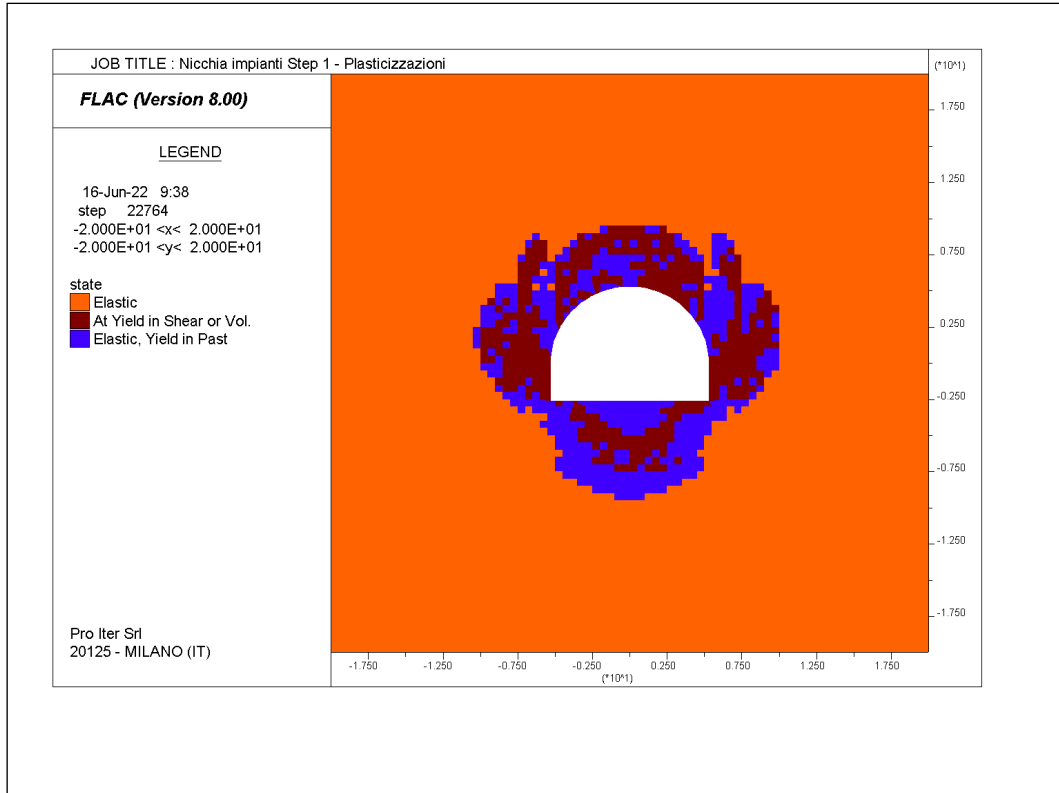 JOB TITLE : Nicchia impianti Step 1 - Plasticizzazioni
(*10^1)
FLAC (Version 8.00)
LEGEND
16-Jun-22 9:38
step 22764
-2.000E+01 <x< 2.000E+01
-2.000E+01 <y< 2.000E+01
state
Elastic
At Yield in Shear or Vol.
Elastic, Yield in Past
1.750
1.250
0.750
0.250
-0.250
-0.750
-1.250
-1.750
Pro Iter Srl
20125 - MILANO (IT)
-1.750 -1.250 -0.750 -0.250 0.250 0.750 1.250 1.750
(*10^1)